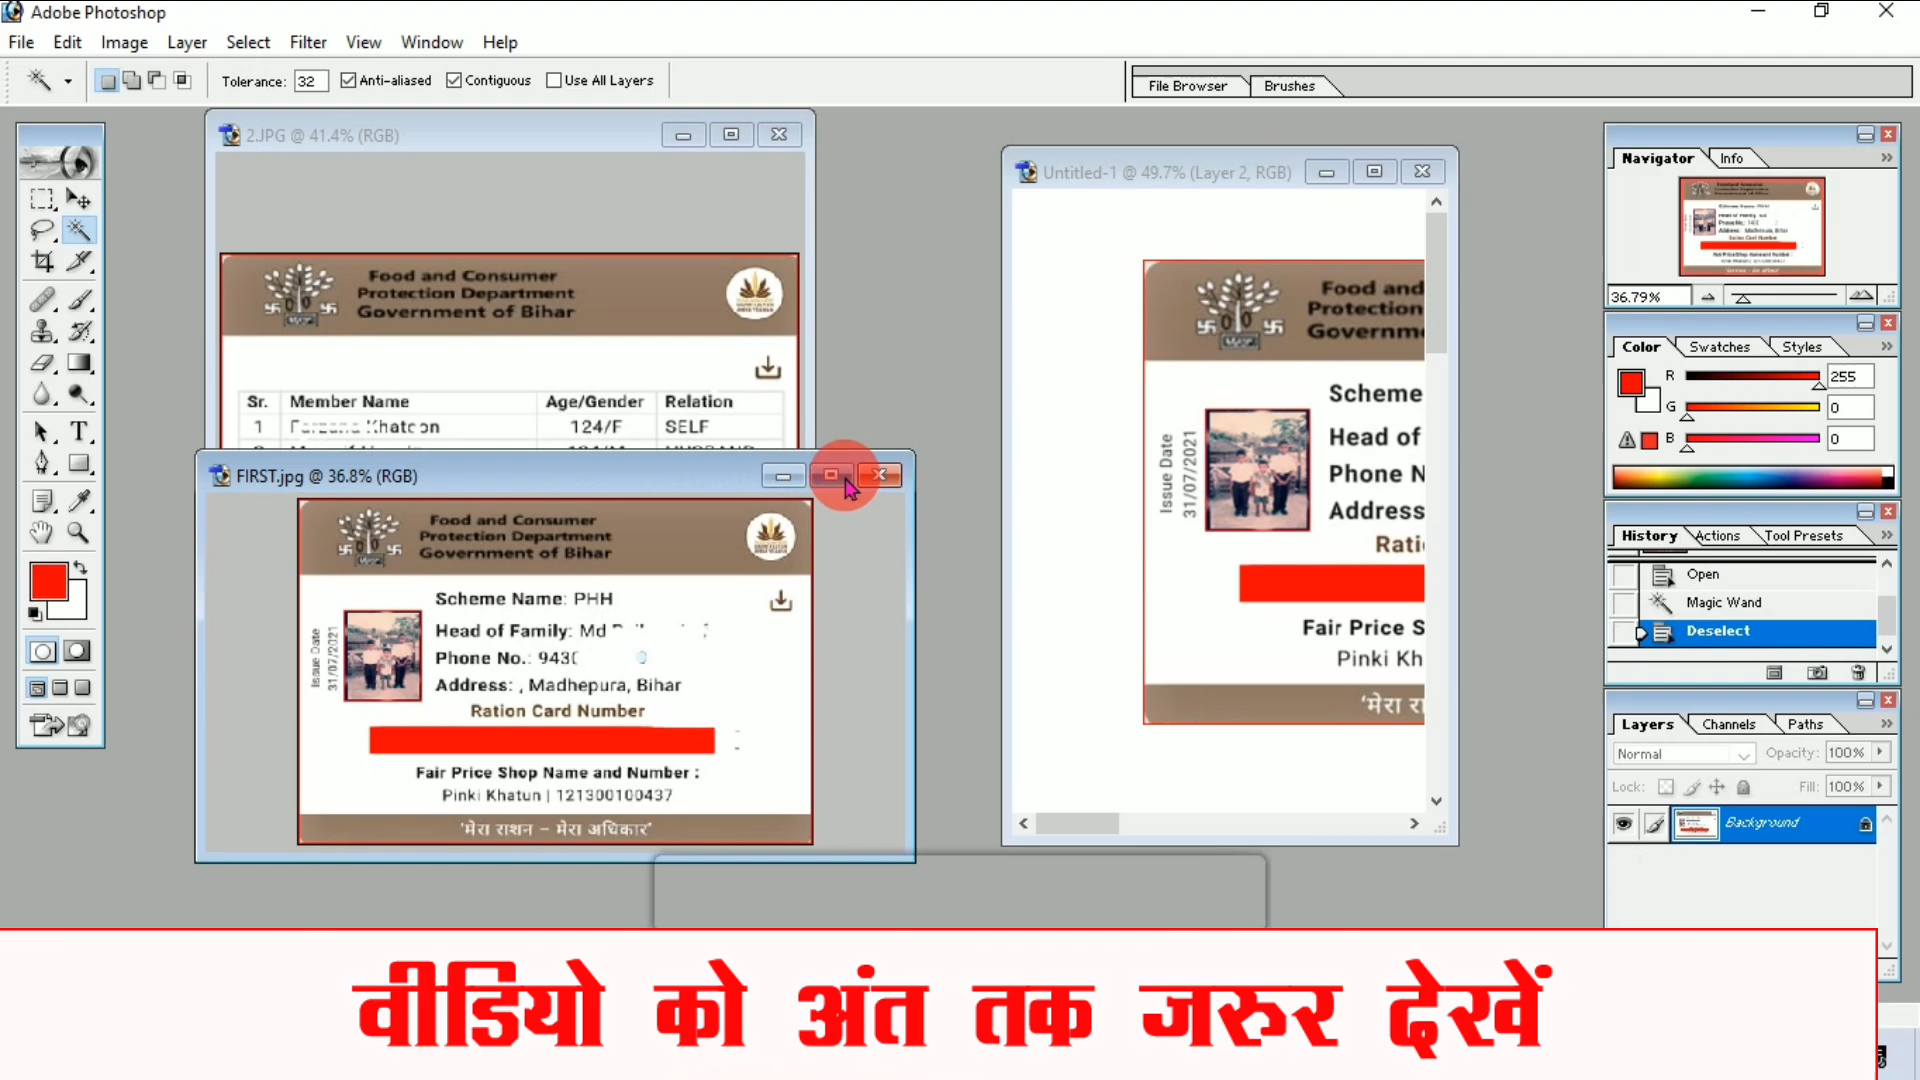 Adobe Photoshop
File Edit Image Layer Select Filter View Window Help
Tolerance: 32 Anti-aliased Contiguous Use All Layers
File Browser Brushes
2.JPG @ 41.4% (RGB)
Food and Consumer
Protection Department
Government of Bihar
Sr. Member Name Age/Gender Relation
1 Khatoon 124/F SELF
FIRST.jpg @ 36.8% (RGB)
Food and Consumer
Protection Department
Government of Bihar
Scheme Name: PHH
Head of Family: Md
Phone No.: 943
Address: , Madhepura, Bihar
Issue Date
31/07/2021
Ration Card Number
Fair Price Shop Name and Number :
Pinki Khatun | 121300100437
'मेरा राशन – मेरा अधिकार'
Untitled-1 @ 49.7% (Layer 2, RGB)
Food and
Protection
Governm
Scheme
Head of
Phone N
Address
Issue Date
31/07/2021
Rati
Fair Price S
Pinki Kh
'मेरा रा
Navigator Info
36.79%
Color Swatches Styles
R 255
G 0
B 0
History Actions Tool Presets
Open
Magic Wand
Deselect
Layers Channels Paths
Normal Opacity: 100%
Lock: Fill: 100%
Background
वीडियो को अंत तक जरुर देखें